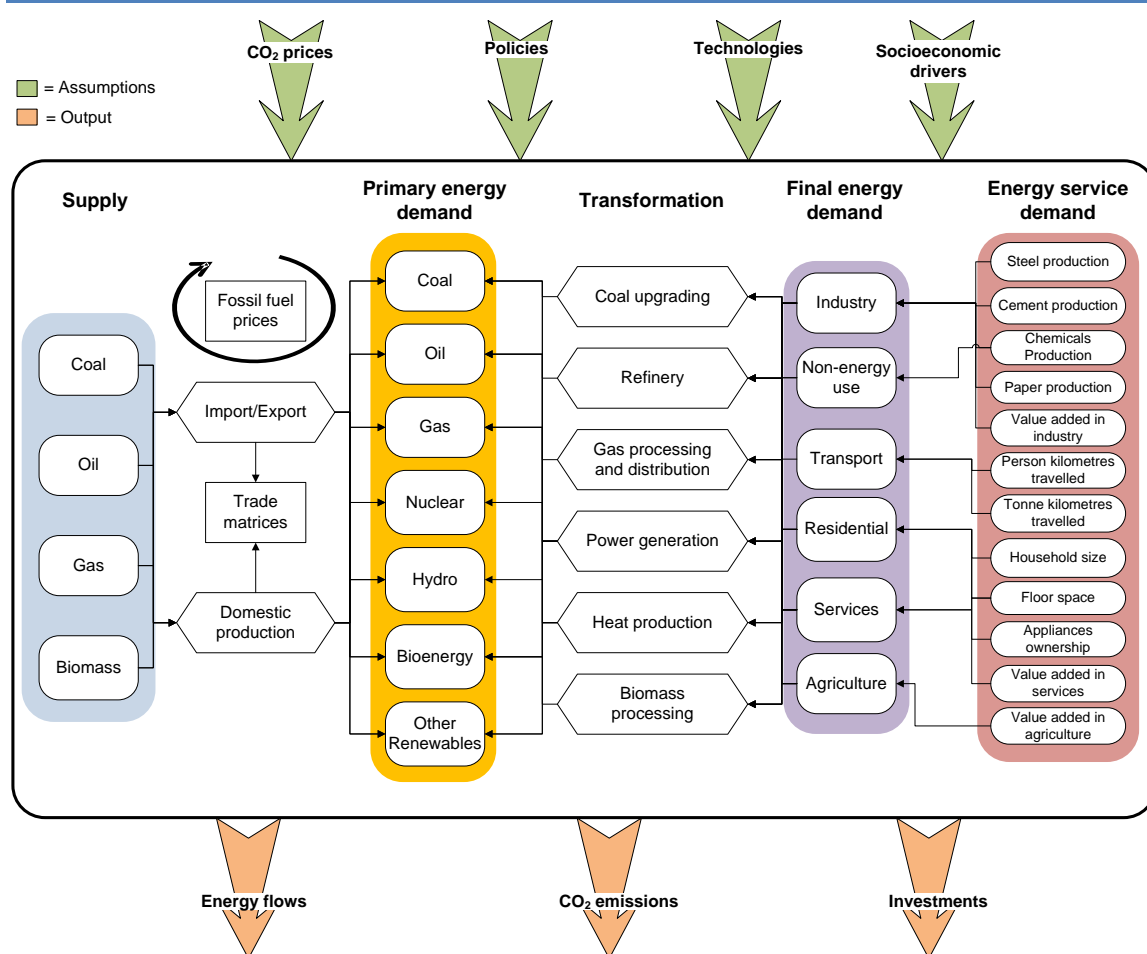 CO₂ prices
Policies
Technologies
Socioeconomic
drivers
= Assumptions
= Output
Supply
Primary energy
demand
Transformation
Final energy
demand
Energy service
demand
Fossil fuel
prices
Coal
Oil
Gas
Biomass
Import/Export
Trade
matrices
Domestic
production
Coal
Oil
Gas
Nuclear
Hydro
Bioenergy
Other
Renewables
Coal upgrading
Refinery
Gas processing
and distribution
Power generation
Heat production
Biomass
processing
Industry
Non-energy
use
Transport
Residential
Services
Agriculture
Steel production
Cement production
Chemicals
Production
Paper production
Value added in
industry
Person kilometres
travelled
Tonne kilometres
travelled
Household size
Floor space
Appliances
ownership
Value added in
services
Value added in
agriculture
Energy flows
CO₂ emissions
Investments